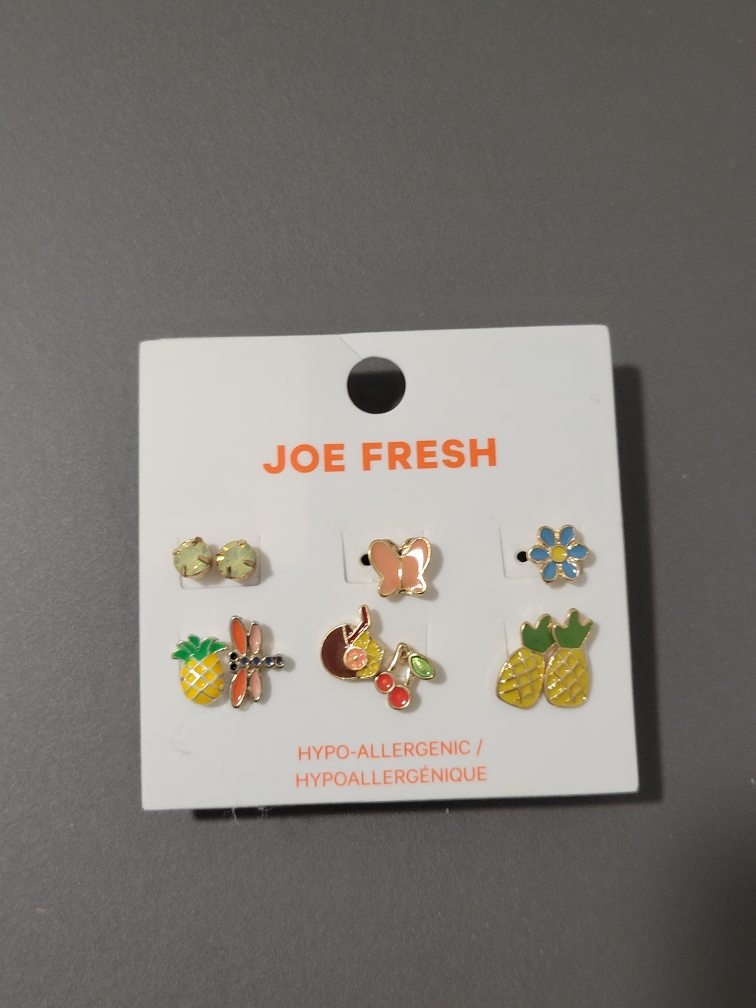 JOE FRESH
HYPO-ALLERGENIC /
HYPOALLERGÉNIQUE